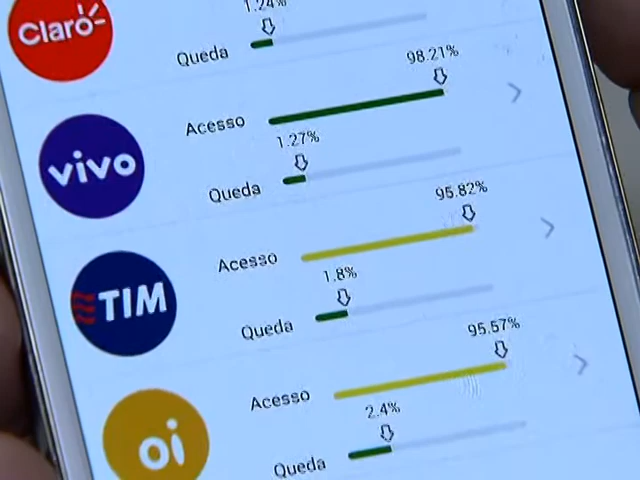 1.24%
Claro
Queda
98.21%
Acesso
1.27%
vivo
Queda
95.82%
Acesso
1.8%
TIM
Queda
95.57%
Acesso
2.4%
oi
Queda